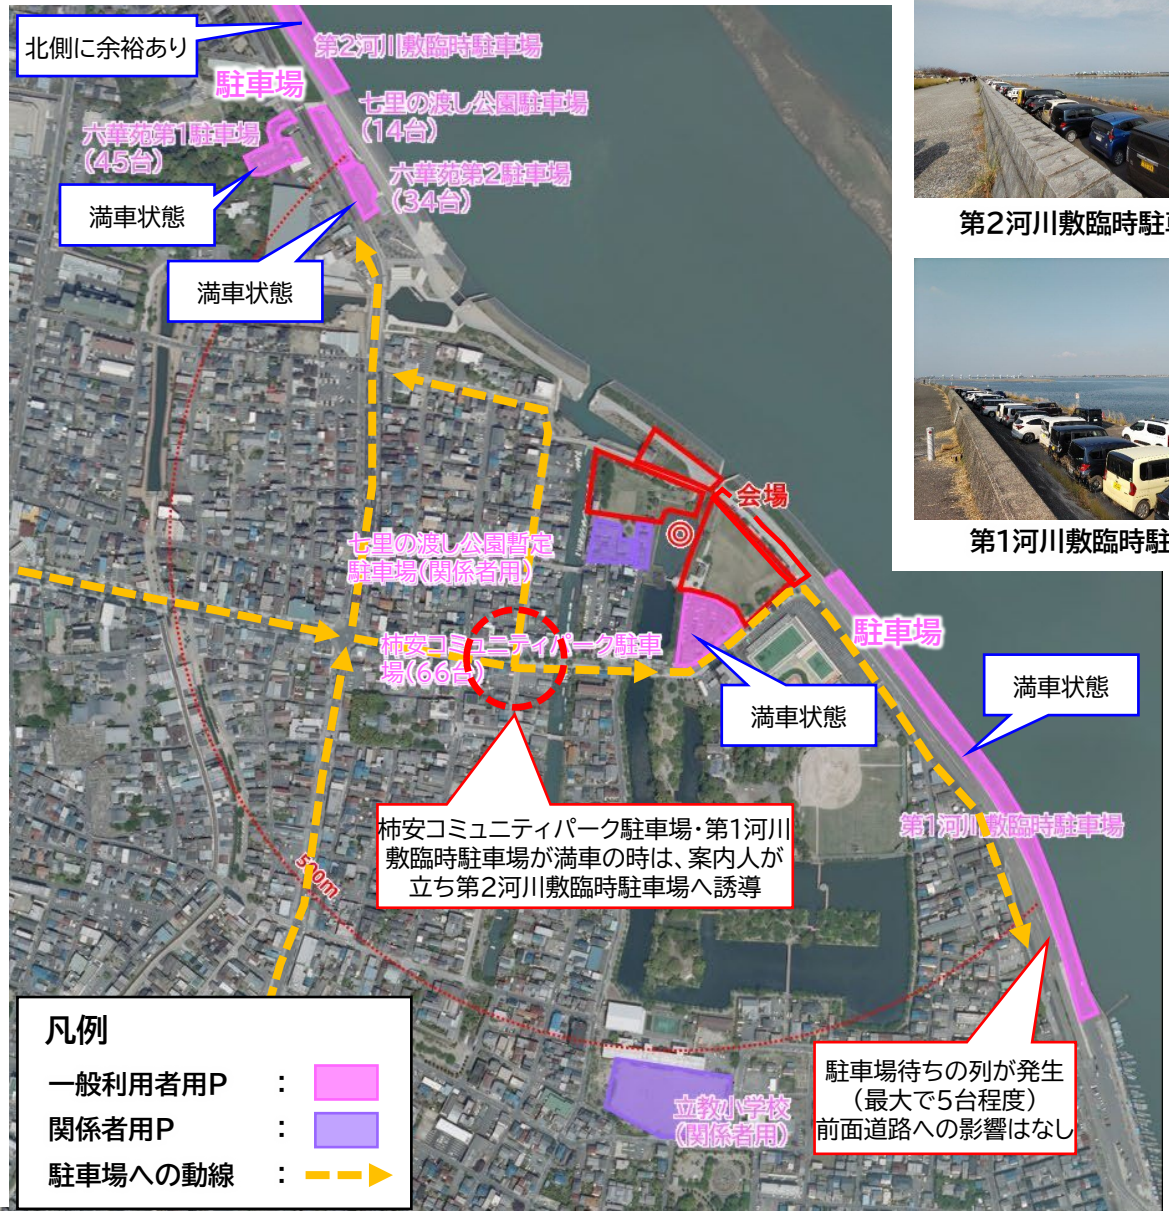 北側に余裕あり
第2河川敷臨時駐車場
駐車場
七里の渡し公園駐車場
(14台)
六華苑第1駐車場
(45台)
六華苑第2駐車場
(34台)
満車状態
満車状態
第2河川敷臨時駐
会場
第1河川敷臨時駐
七里の渡し公園暫定
駐車場(関係者用)
柿安コミュニティパーク駐車
場(66台)
駐車場
満車状態
満車状態
柿安コミュニティパーク駐車場・第1河川
敷臨時駐車場が満車の時は、案内人が
立ち第2河川敷臨時駐車場へ誘導
第1河川敷臨時駐車場
500m
凡例
一般利用者用P :
関係者用P :
駐車場への動線 :
立教小学校
(関係者用)
駐車場待ちの列が発生
(最大で5台程度)
前面道路への影響はなし